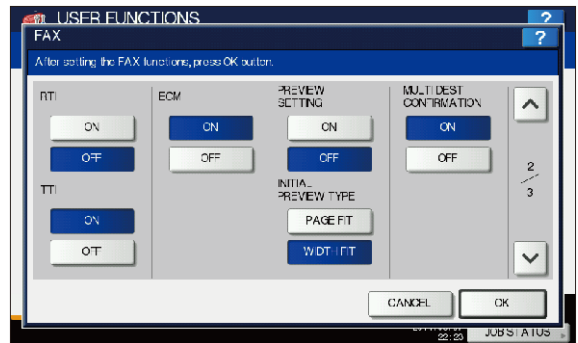 USER FUNCTIONS
?
FAX
?
After setting the FAX functions, press OK button.
RTI
ON
OFF
TTI
ON
OFF
ECM
ON
OFF
PREVIEW
SETTING
ON
OFF
INITIAL
PREVIEW TYPE
PAGE FIT
WIDTH FIT
MULTI DEST
CONFIRMATION
ON
OFF
2
3
CANCEL
OK
22:23
JOB STATUS